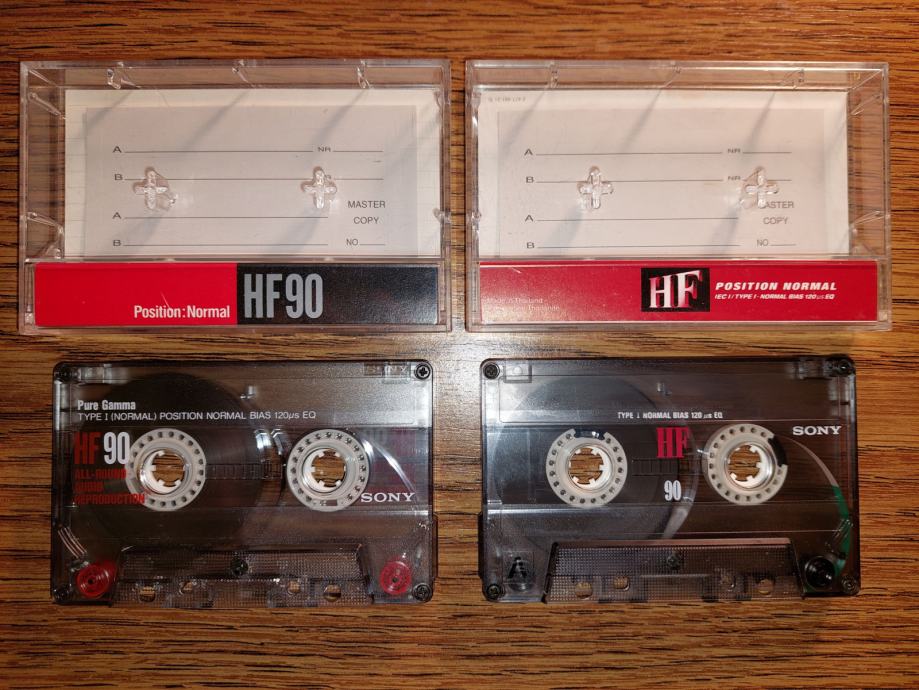 A NR
B
A
B NO
MASTER
COPY
Position:Normal HF90
A NR
B NR
A
B NO
COPY
Made in Thailand
HF POSITION NORMAL
IEC I/TYPE I · NORMAL BIAS 120µs EQ
Pure Gamma
TYPE I (NORMAL) POSITION NORMAL BIAS 120µs EQ
HF 90
ALL-ROUND
AUDIO
REPRODUCTION
SONY
TYPE I NORMAL BIAS 120 µs EQ
SONY
HF
90
A